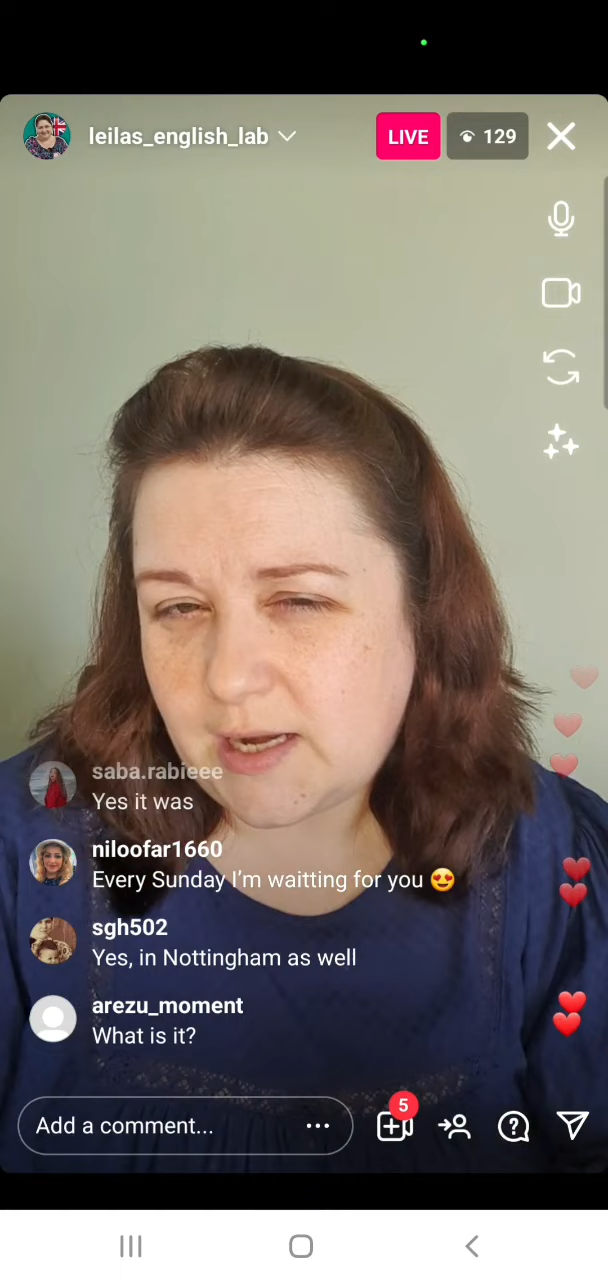 leilas_english_lab
LIVE
129
saba.rabieee
Yes it was
niloofar1660
Every Sunday I'm waitting for you 😍
sgh502
Yes, in Nottingham as well
arezu_moment
What is it?
5
Add a comment...